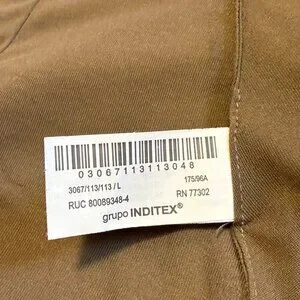 03067113113048
3067/113/113 / L 175/96A
RUC 80089348-4 RN 77302
grupo INDITEX®